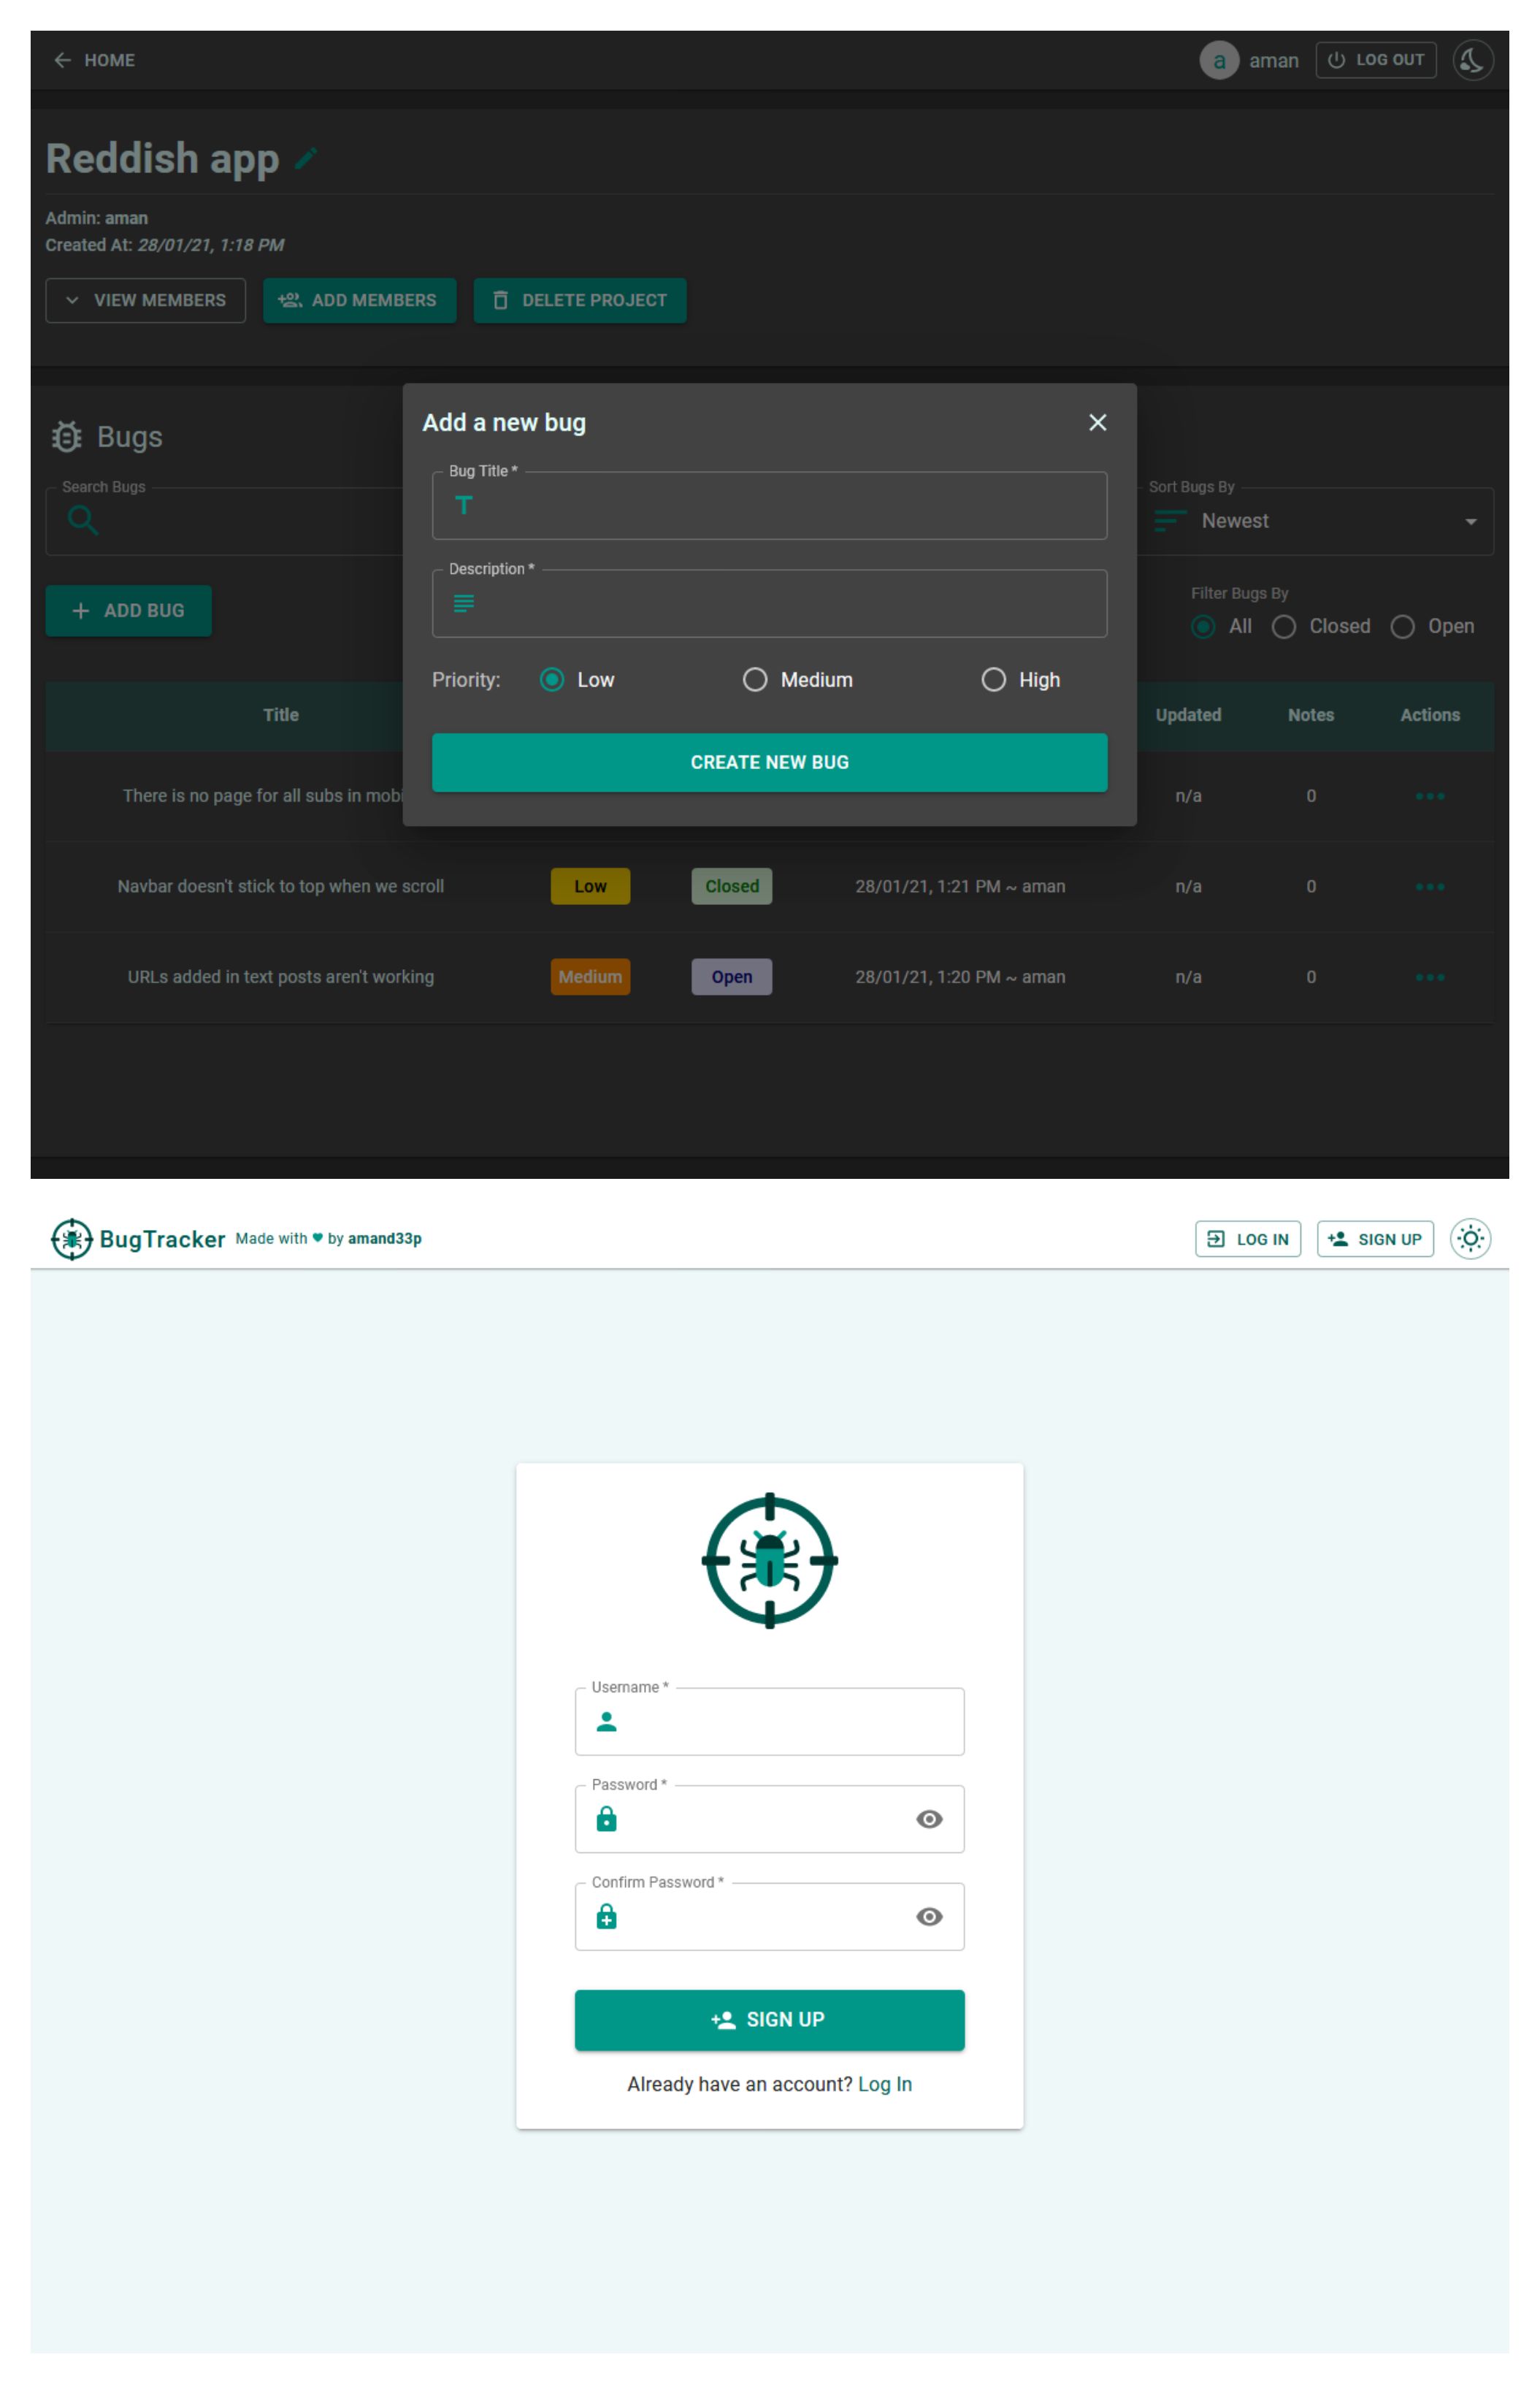 HOME
a aman LOG OUT
Reddish app
Admin: aman
Created At: 28/01/21, 1:18 PM
VIEW MEMBERS ADD MEMBERS DELETE PROJECT
Bugs
Search Bugs
Sort Bugs By
Newest
ADD BUG
Filter Bugs By
All Closed Open
Add a new bug
Bug Title *
Description *
Priority: Low Medium High
CREATE NEW BUG
Title Updated Notes Actions
There is no page for all subs in mobi n/a 0
Navbar doesn't stick to top when we scroll Low Closed 28/01/21, 1:21 PM ~ aman n/a 0
URLs added in text posts aren't working Medium Open 28/01/21, 1:20 PM ~ aman n/a 0
BugTracker Made with ♥ by amand33p LOG IN SIGN UP
Username *
Password *
Confirm Password *
SIGN UP
Already have an account? Log In